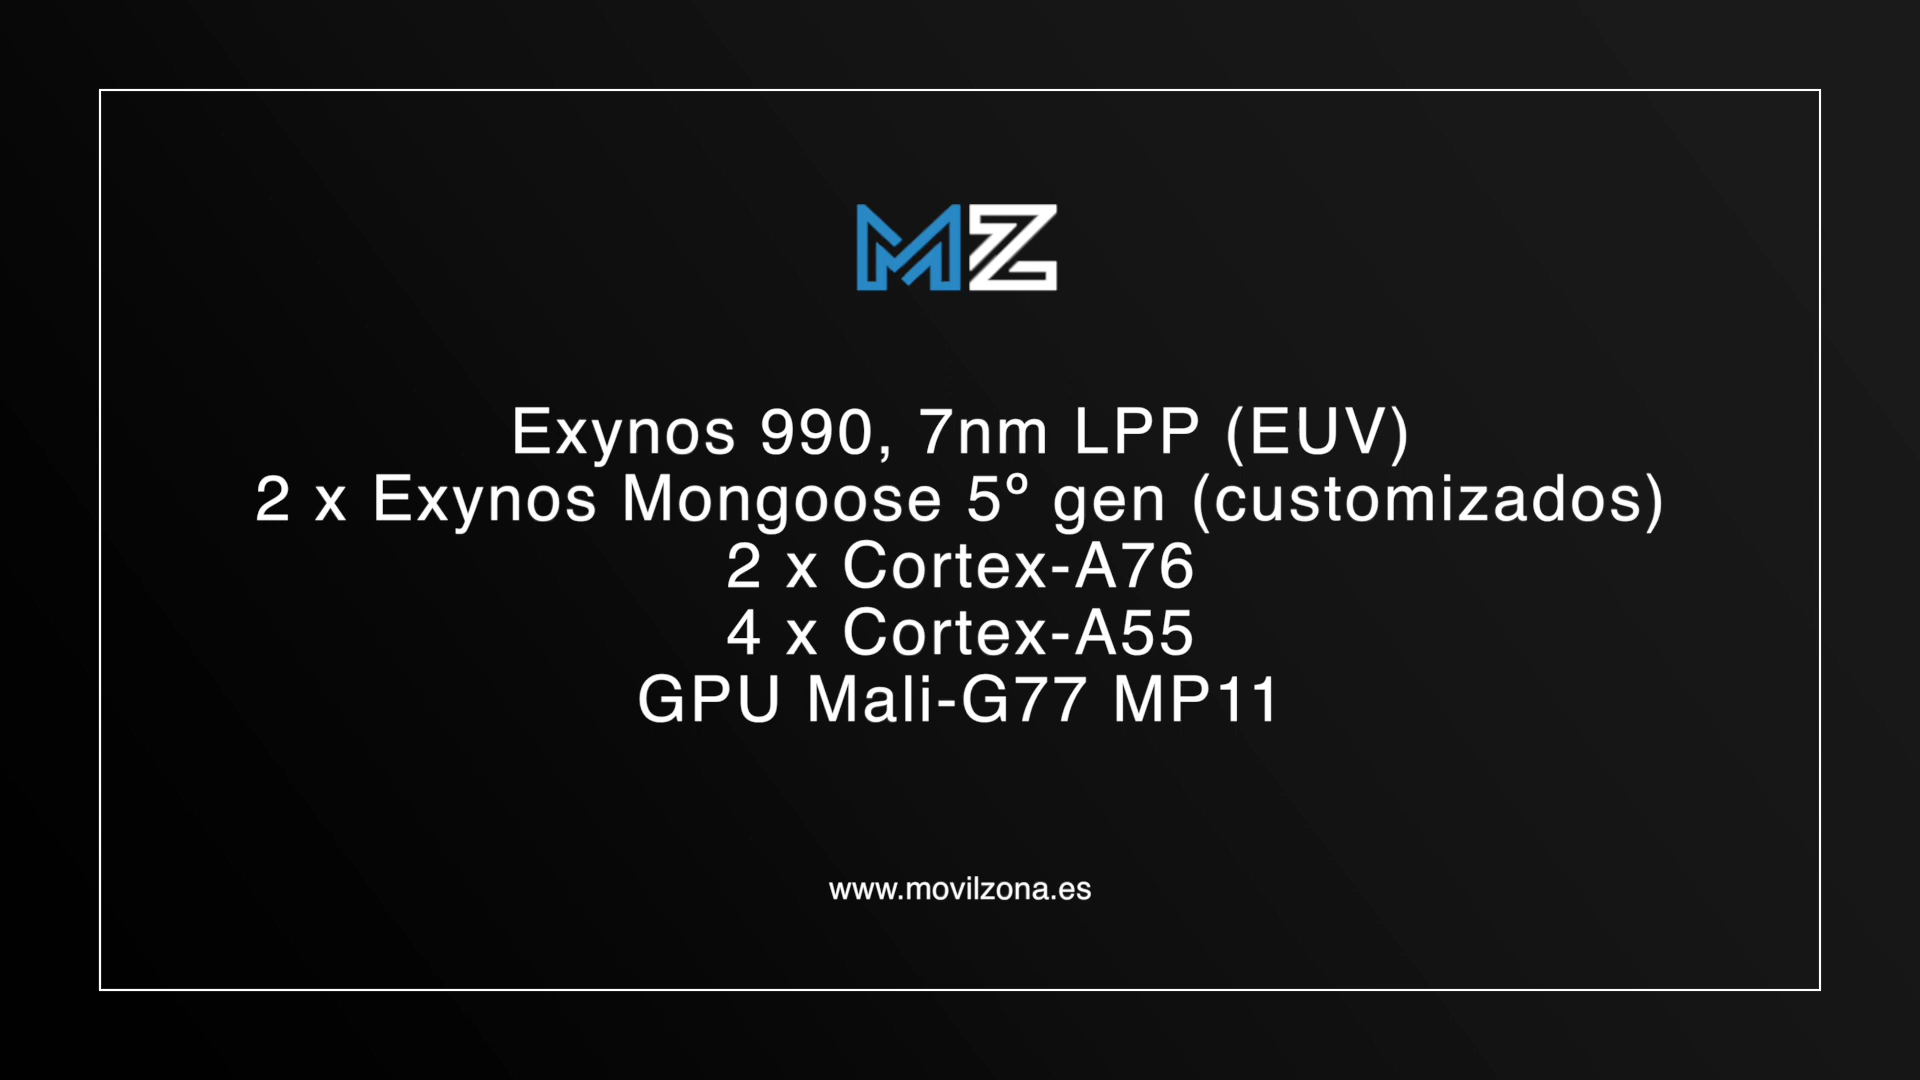 MZ
Exynos 990, 7nm LPP (EUV)
2 x Exynos Mongoose 5º gen (customizados)
2 x Cortex-A76
4 x Cortex-A55
GPU Mali-G77 MP11
www.movilzona.es